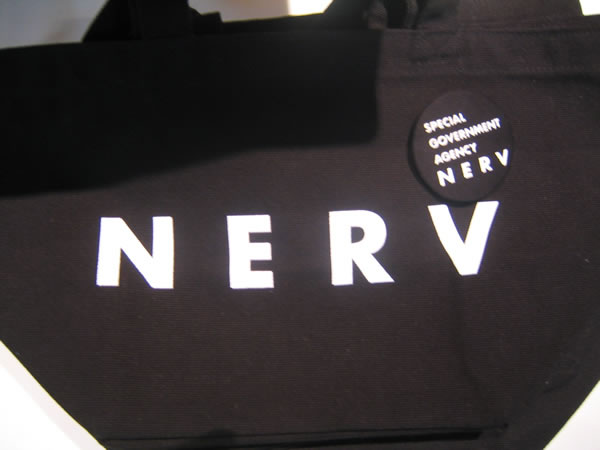 SPECIAL
GOVERNMENT
AGENCY
NERV
NERV